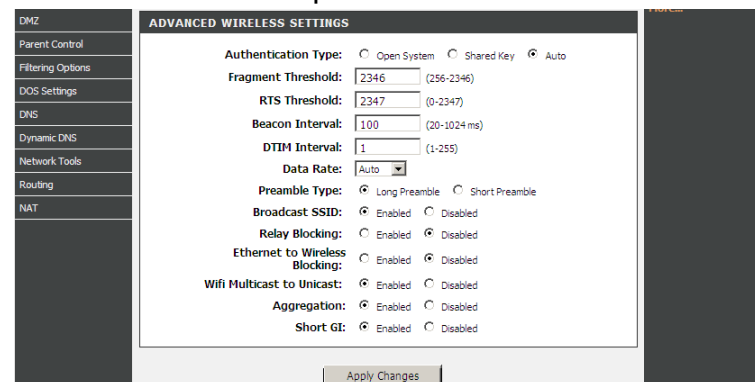 DMZ
Parent Control
Filtering Options
DOS Settings
DNS
Dynamic DNS
Network Tools
Routing
NAT
ADVANCED WIRELESS SETTINGS
Authentication Type: Open System Shared Key Auto
Fragment Threshold: 2346 (256-2346)
RTS Threshold: 2347 (0-2347)
Beacon Interval: 100 (20-1024 ms)
DTIM Interval: 1 (1-255)
Data Rate: Auto
Preamble Type: Long Preamble Short Preamble
Broadcast SSID: Enabled Disabled
Relay Blocking: Enabled Disabled
Ethernet to Wireless
Blocking: Enabled Disabled
Wifi Multicast to Unicast: Enabled Disabled
Aggregation: Enabled Disabled
Short GI: Enabled Disabled
Apply Changes